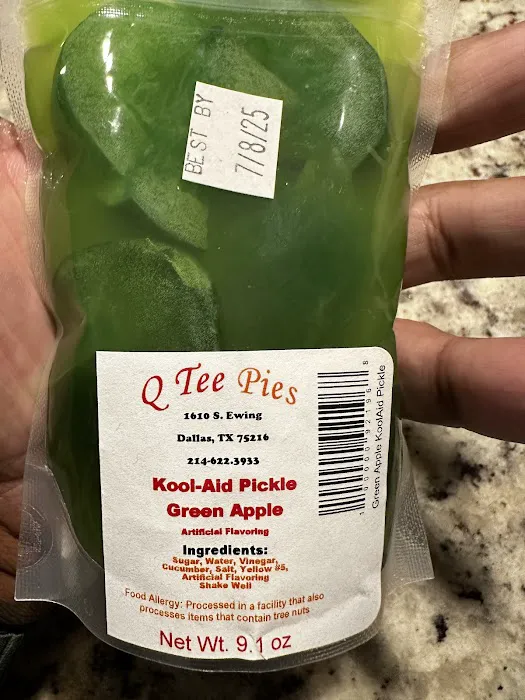 BEST BY
7/8/25
Q Tee Pies
1610 S. Ewing
Dallas, TX 75216
214-622.3933
Kool-Aid Pickle
Green Apple
Artificial Flavoring
Ingredients:
Sugar, Water, Vinegar,
Cucumber, Salt, Yellow #5,
Artificial Flavoring
Shake Well
Food Allergy: Processed in a facility that also
processes items that contain tree nuts
Net Wt. 9.1 oz
Green Apple KoolAid Pickle